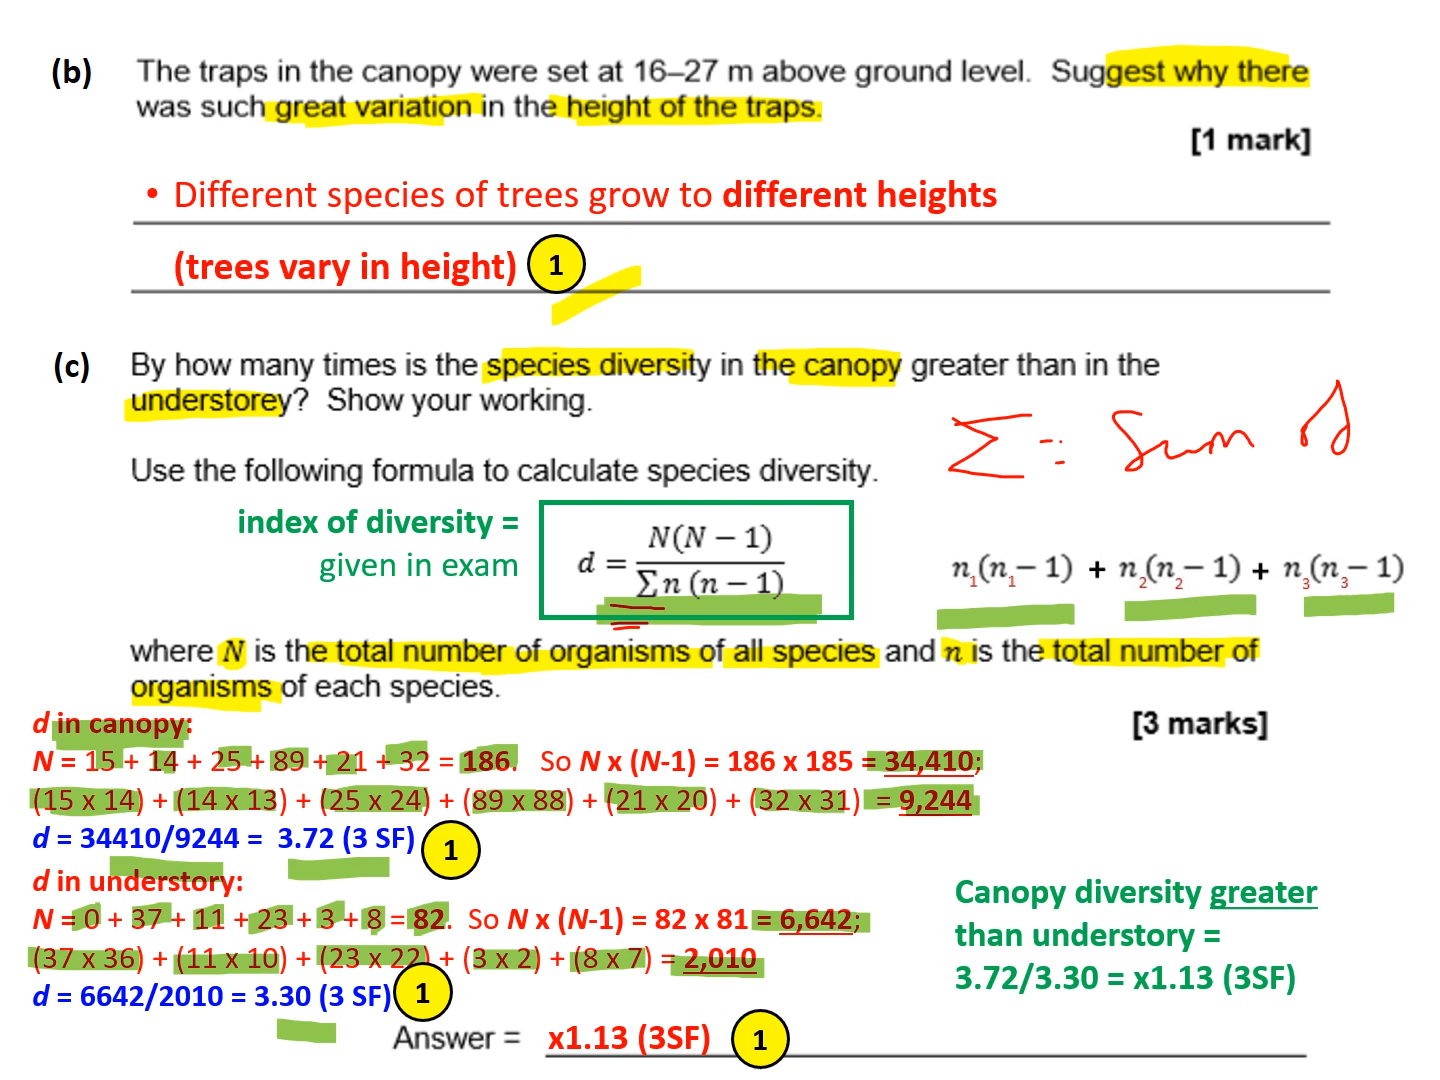 (b) The traps in the canopy were set at 16–27 m above ground level. Suggest why there
was such great variation in the height of the traps.
[1 mark]
• Different species of trees grow to different heights
(trees vary in height) 1
(c) By how many times is the species diversity in the canopy greater than in the
understorey? Show your working.
Σ = Sum of
Use the following formula to calculate species diversity.
index of diversity =
given in exam
d = N(N − 1) / Σn (n − 1)
n₁(n₁ − 1) + n₂(n₂ − 1) + n₃(n₃ − 1)
where N is the total number of organisms of all species and n is the total number of
organisms of each species.
[3 marks]
d in canopy:
N = 15 + 14 + 25 + 89 + 21 + 32 = 186. So N x (N-1) = 186 x 185 = 34,410;
(15 x 14) + (14 x 13) + (25 x 24) + (89 x 88) + (21 x 20) + (32 x 31) = 9,244
d = 34410/9244 = 3.72 (3 SF) 1
d in understory:
N = 0 + 37 + 11 + 23 + 3 + 8 = 82. So N x (N-1) = 82 x 81 = 6,642;
(37 x 36) + (11 x 10) + (23 x 22) + (3 x 2) + (8 x 7) = 2,010
d = 6642/2010 = 3.30 (3 SF) 1
Canopy diversity greater
than understory =
3.72/3.30 = x1.13 (3SF)
Answer = x1.13 (3SF) 1